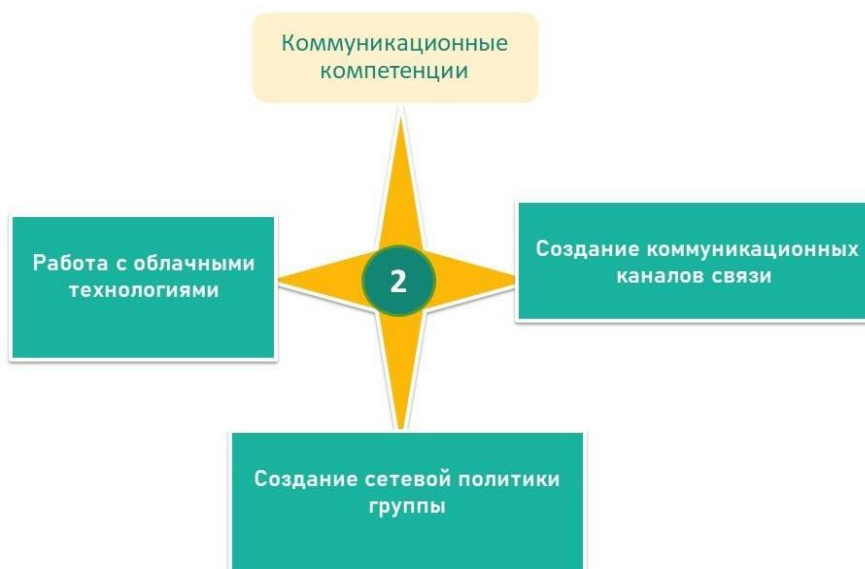 Коммуникационные
компетенции
Работа с облачными
технологиями
2
Создание коммуникационных
каналов связи
Создание сетевой политики
группы